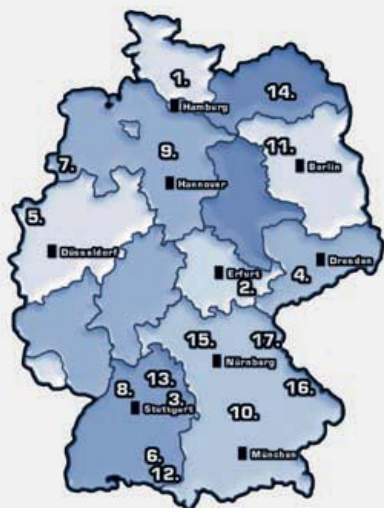 1.
Hamburg
14.
11.
Berlin
9.
7.
Hannover
5.
Düsseldorf
Erfurt
2.
4.
Dresden
15.
17.
Nürnberg
13.
8.
3.
16.
Stuttgart
10.
6.
12.
München